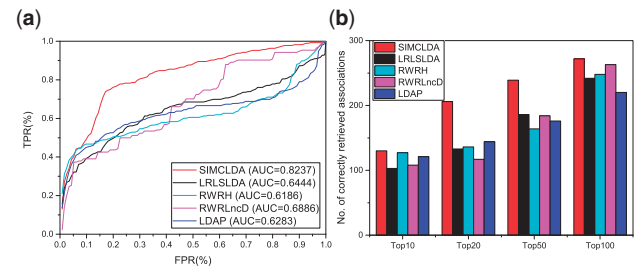 (a)
1.0
0.8
0.6
0.4
0.2
0.0
TPR(%)
SIMCLDA (AUC=0.8237)
LRLSLDA (AUC=0.6444)
RWRH (AUC=0.6186)
RWRLncD (AUC=0.6886)
LDAP (AUC=0.6283)
0.0 0.1 0.2 0.3 0.4 0.5 0.6 0.7 0.8 0.9 1.0
FPR(%)
(b)
300
200
100
0
No. of correctly retrieved associations
SIMCLDA
LRLSLDA
RWRH
RWRLncD
LDAP
Top10 Top20 Top50 Top100